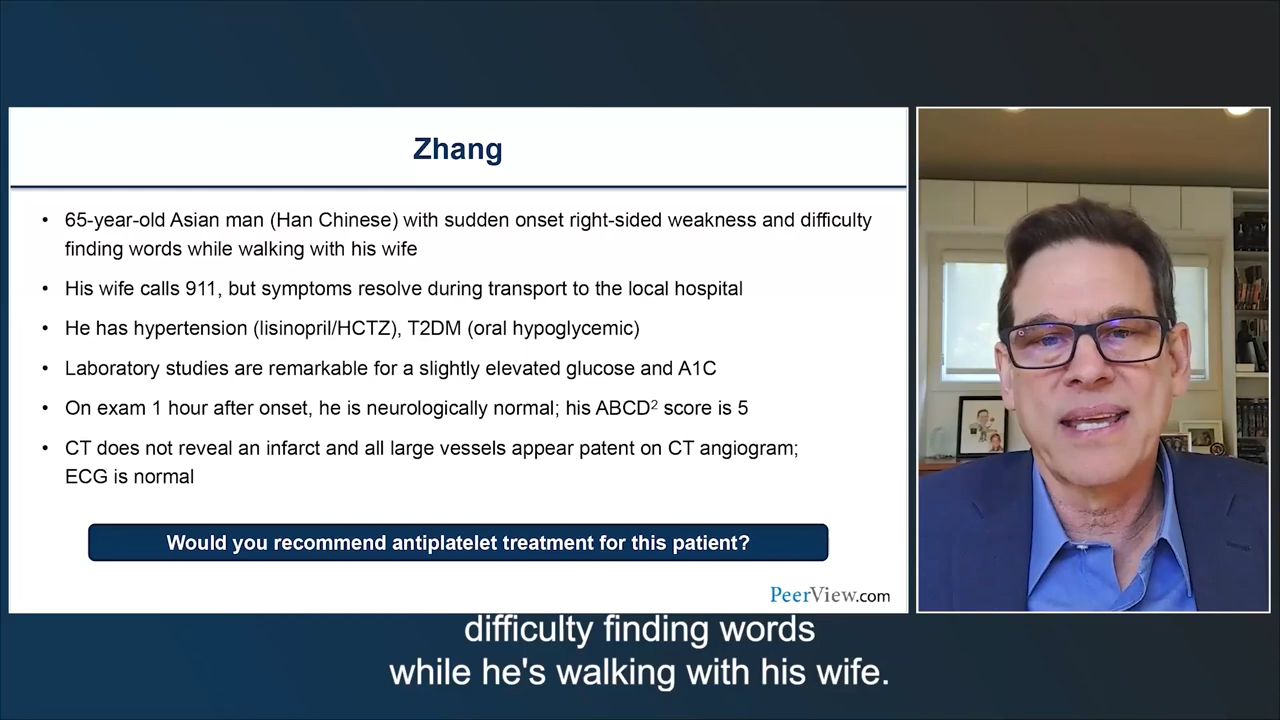 Zhang
• 65-year-old Asian man (Han Chinese) with sudden onset right-sided weakness and difficulty
finding words while walking with his wife
• His wife calls 911, but symptoms resolve during transport to the local hospital
• He has hypertension (lisinopril/HCTZ), T2DM (oral hypoglycemic)
• Laboratory studies are remarkable for a slightly elevated glucose and A1C
• On exam 1 hour after onset, he is neurologically normal; his ABCD² score is 5
• CT does not reveal an infarct and all large vessels appear patent on CT angiogram;
ECG is normal
Would you recommend antiplatelet treatment for this patient?
PeerView.com
difficulty finding words
while he's walking with his wife.